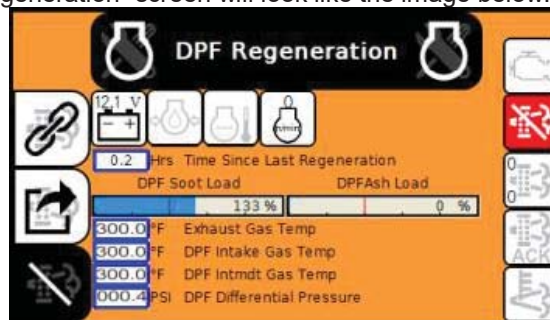 generation" screen will look like the image below.
DPF Regeneration
12.1 V
0
n/min
0.2 Hrs Time Since Last Regeneration
DPF Soot Load DPFAsh Load
133 % 0 %
300.0 °F Exhaust Gas Temp
300.0 °F DPF Intake Gas Temp
300.0 °F DPF Intmdt Gas Temp
000.4 PSI DPF Differential Pressure
0
0
ACK